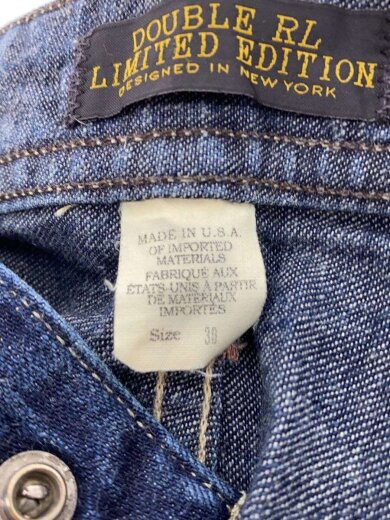 DOUBLE RL
LIMITED EDITION
DESIGNED IN NEW YORK
MADE IN U.S.A.
OF IMPORTED
MATERIALS
FABRIQUÉ AUX
ÉTATS-UNIS À PARTIR
DE MATERIAUX
IMPORTÉS
Size 30